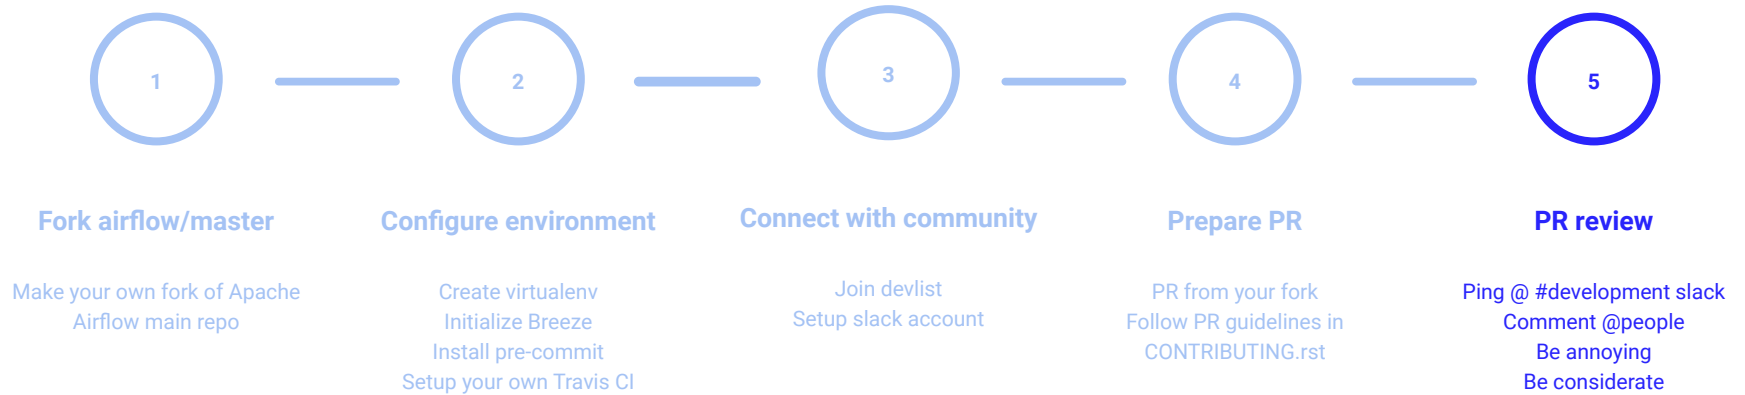 1
2
3
4
5
Fork airflow/master
Make your own fork of Apache
Airflow main repo
Configure environment
Create virtualenv
Initialize Breeze
Install pre-commit
Setup your own Travis CI
Connect with community
Join devlist
Setup slack account
Prepare PR
PR from your fork
Follow PR guidelines in
CONTRIBUTING.rst
PR review
Ping @ #development slack
Comment @people
Be annoying
Be considerate